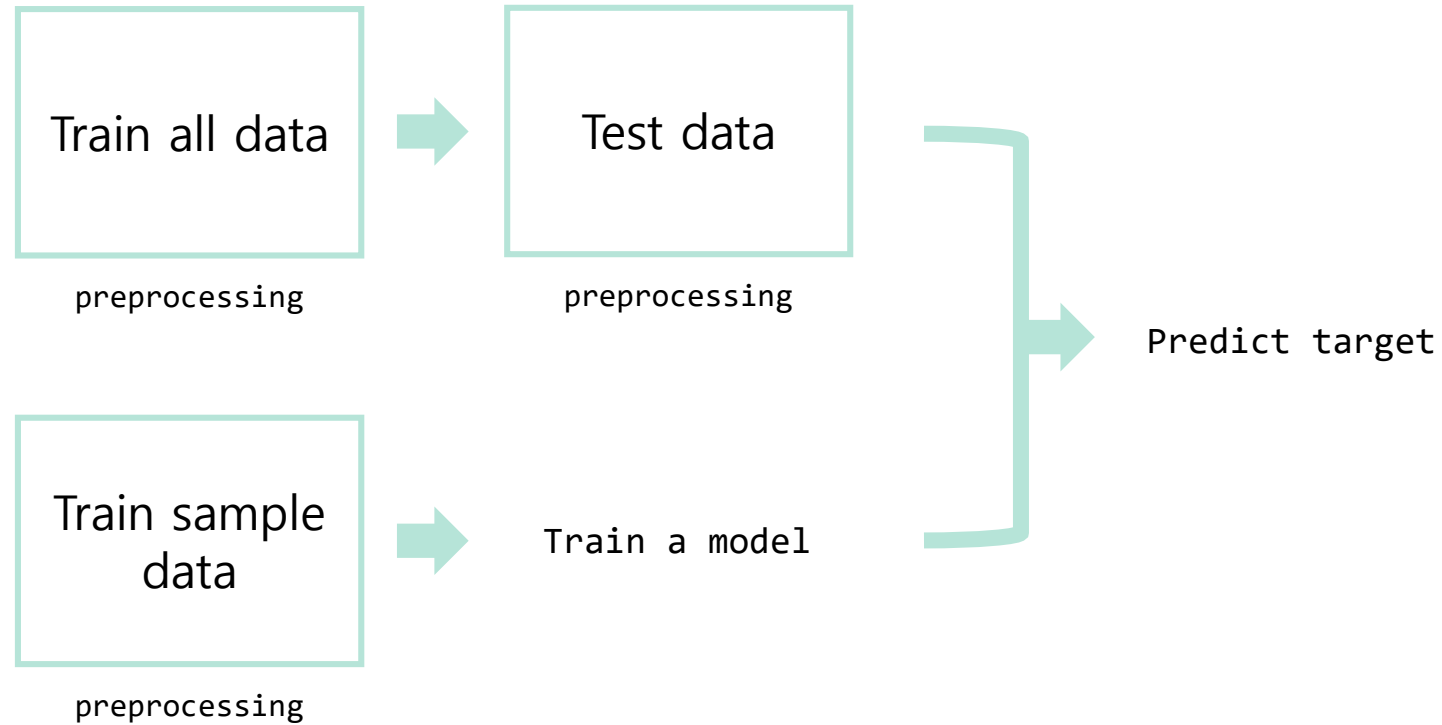 Train all data
Test data
preprocessing
preprocessing
Predict target
Train sample
data
Train a model
preprocessing